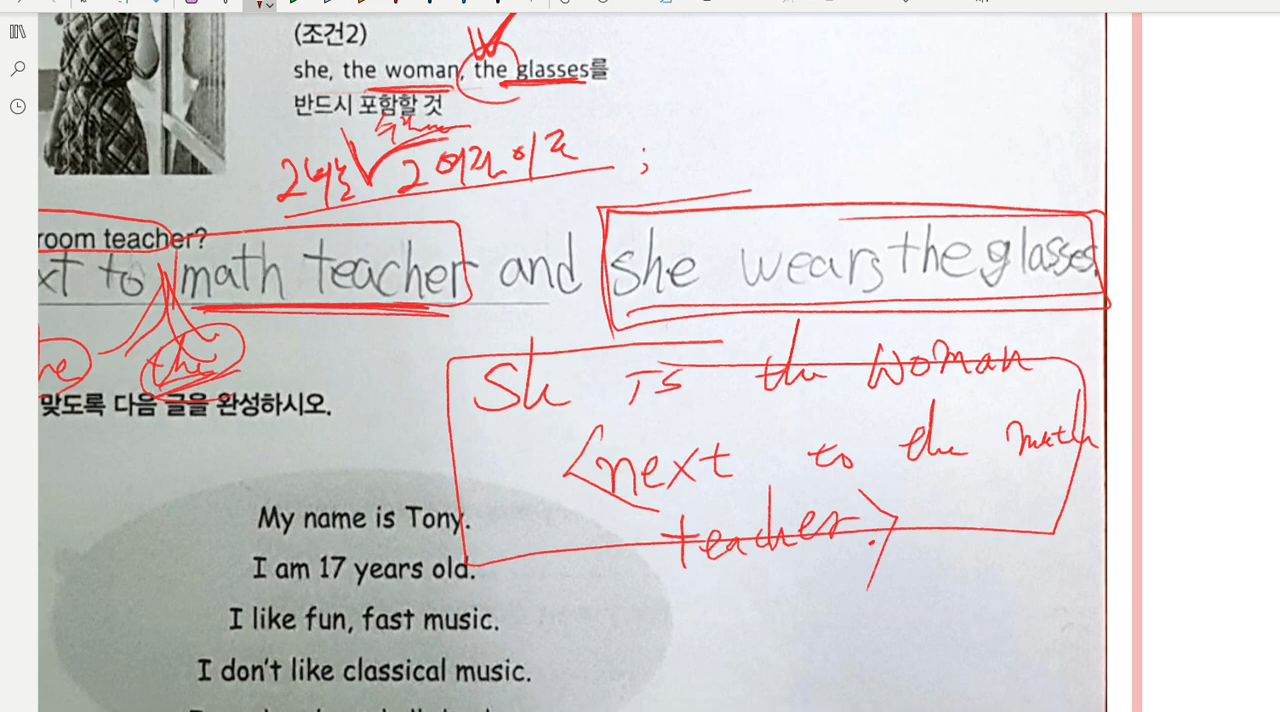 (조건2)
she, the woman, the glasses를
반드시 포함할 것
room teacher?
xt to math teacher and she wears the glasses.
the
맞도록 다음 글을 완성하시오.
She is the woman
<next to the math
teacher.>
My name is Tony.
I am 17 years old.
I like fun, fast music.
I don't like classical music.